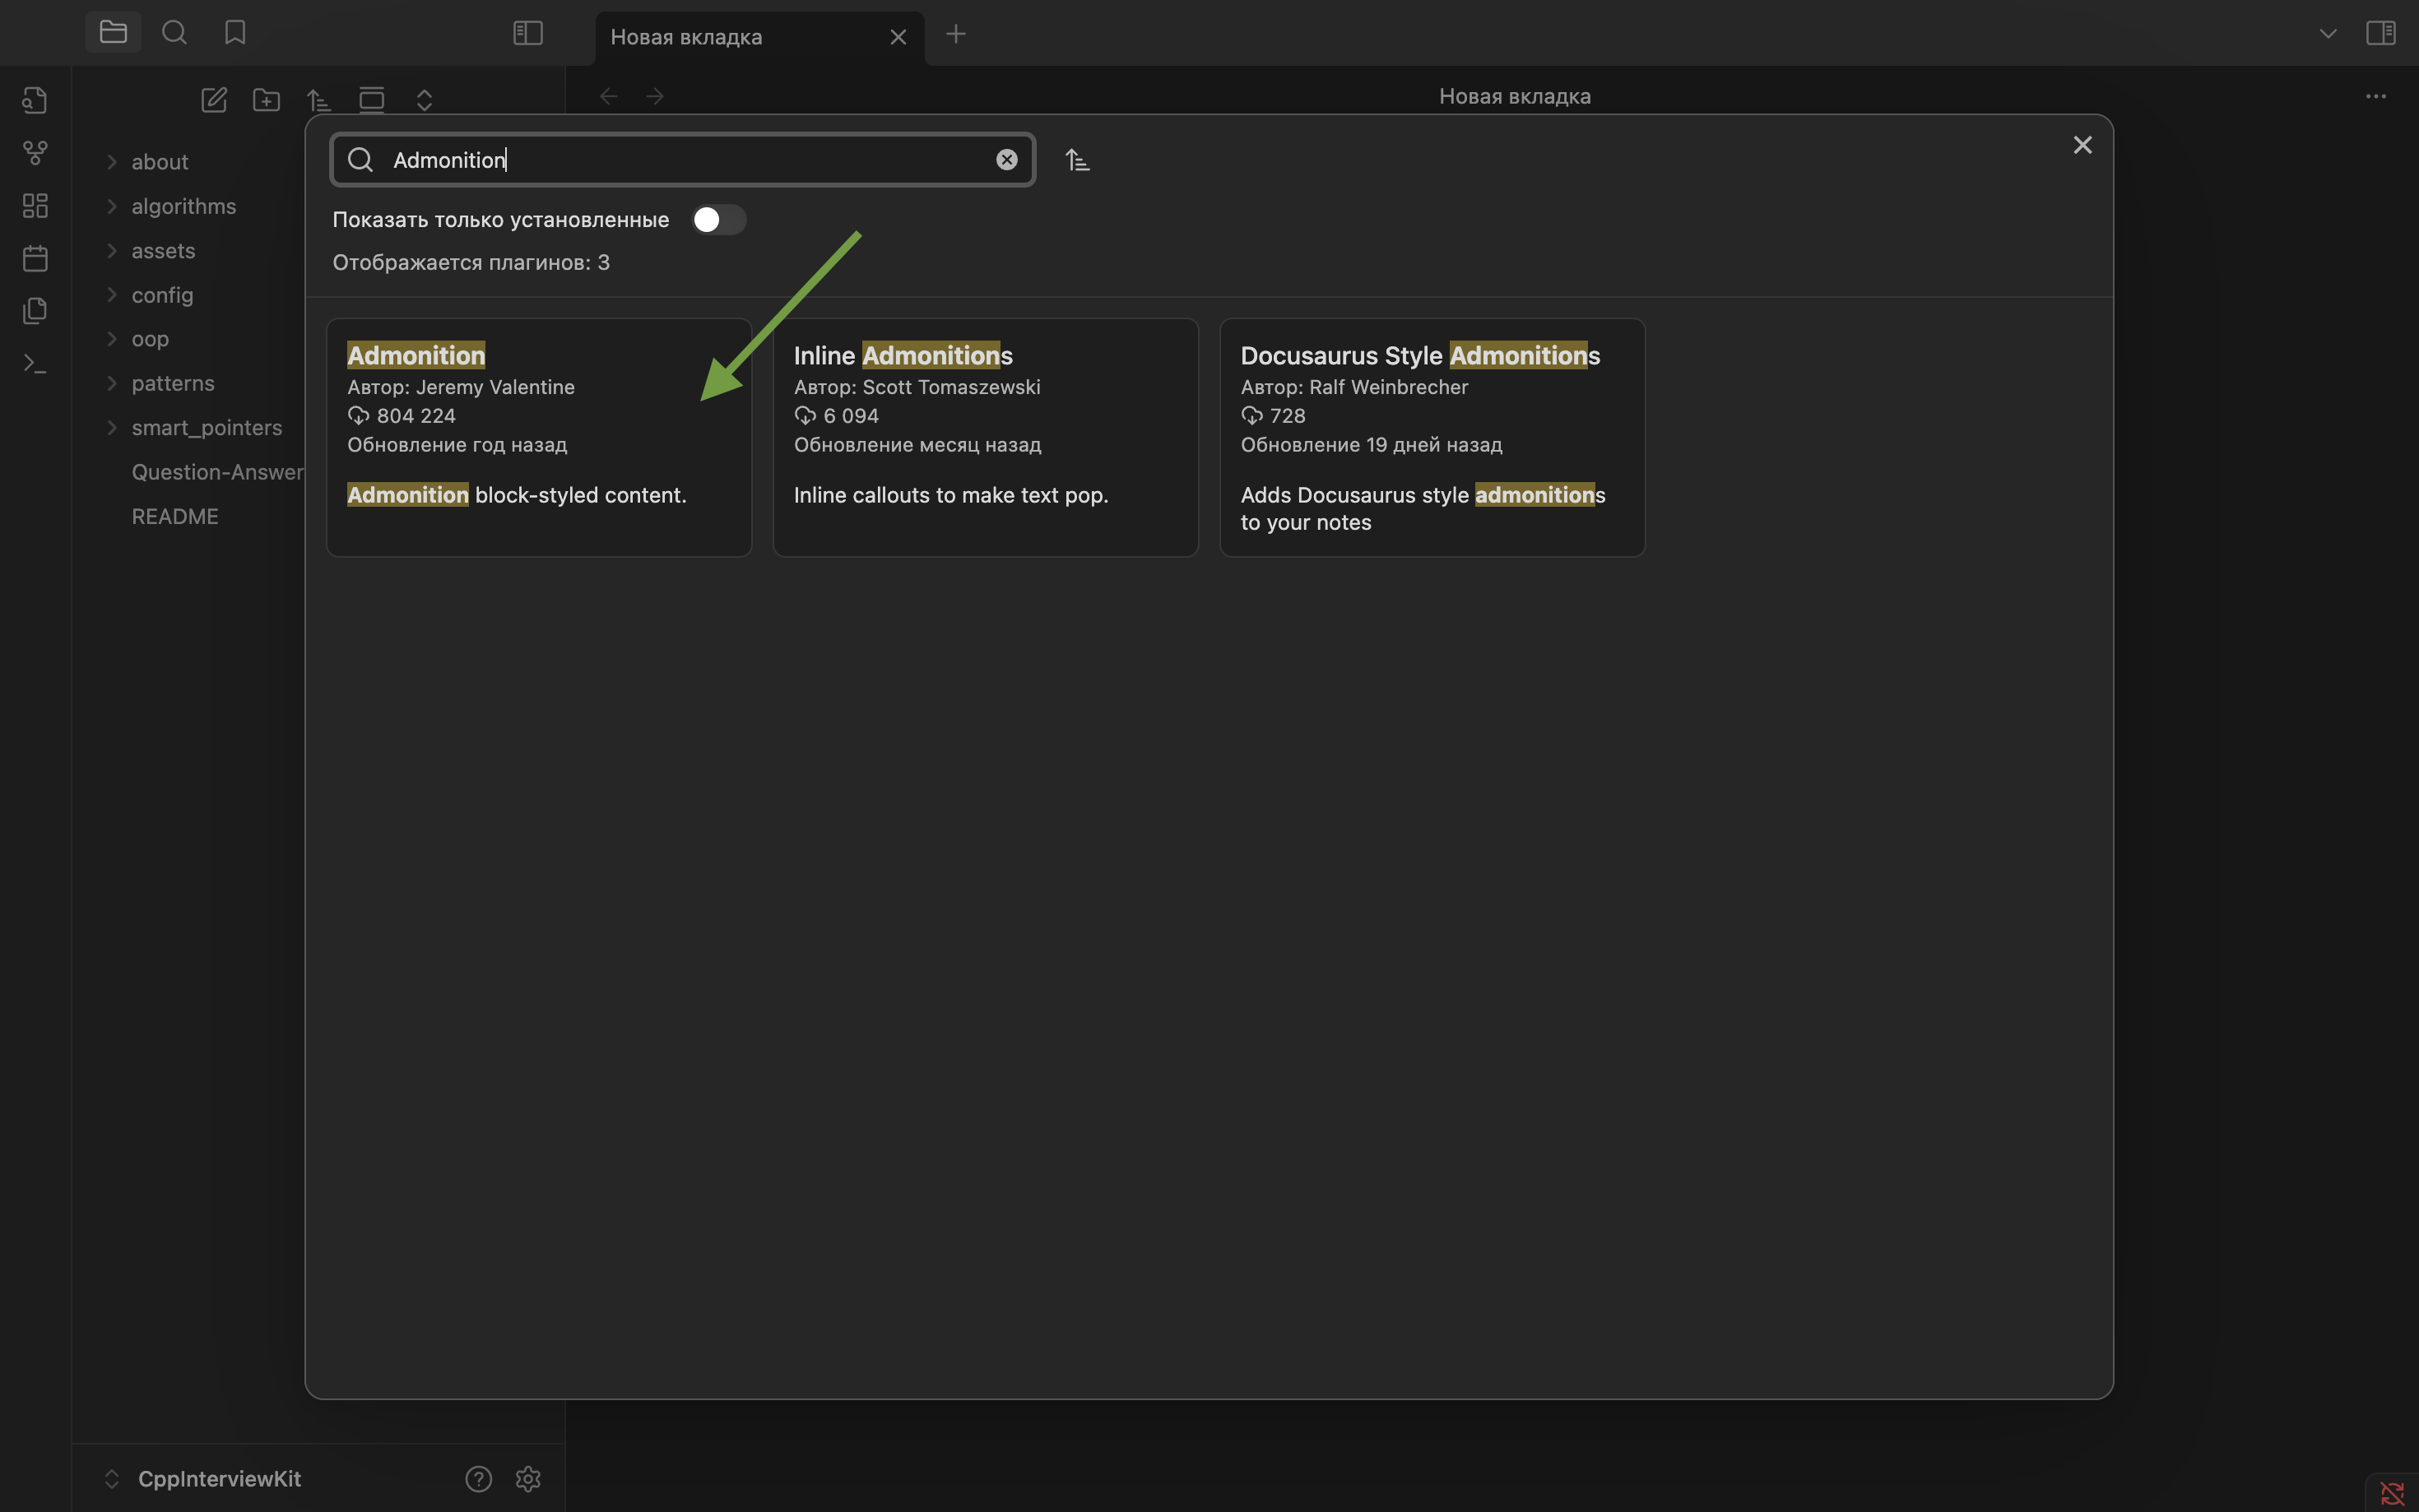 Новая вкладка
Новая вкладка
about
algorithms
assets
config
oop
patterns
smart_pointers
Question-Answer
README
Admonition
Показать только установленные
Отображается плагинов: 3
Admonition
Автор: Jeremy Valentine
804 224
Обновление год назад
Admonition block-styled content.
Inline Admonitions
Автор: Scott Tomaszewski
6 094
Обновление месяц назад
Inline callouts to make text pop.
Docusaurus Style Admonitions
Автор: Ralf Weinbrecher
728
Обновление 19 дней назад
Adds Docusaurus style admonitions
to your notes
CppInterviewKit